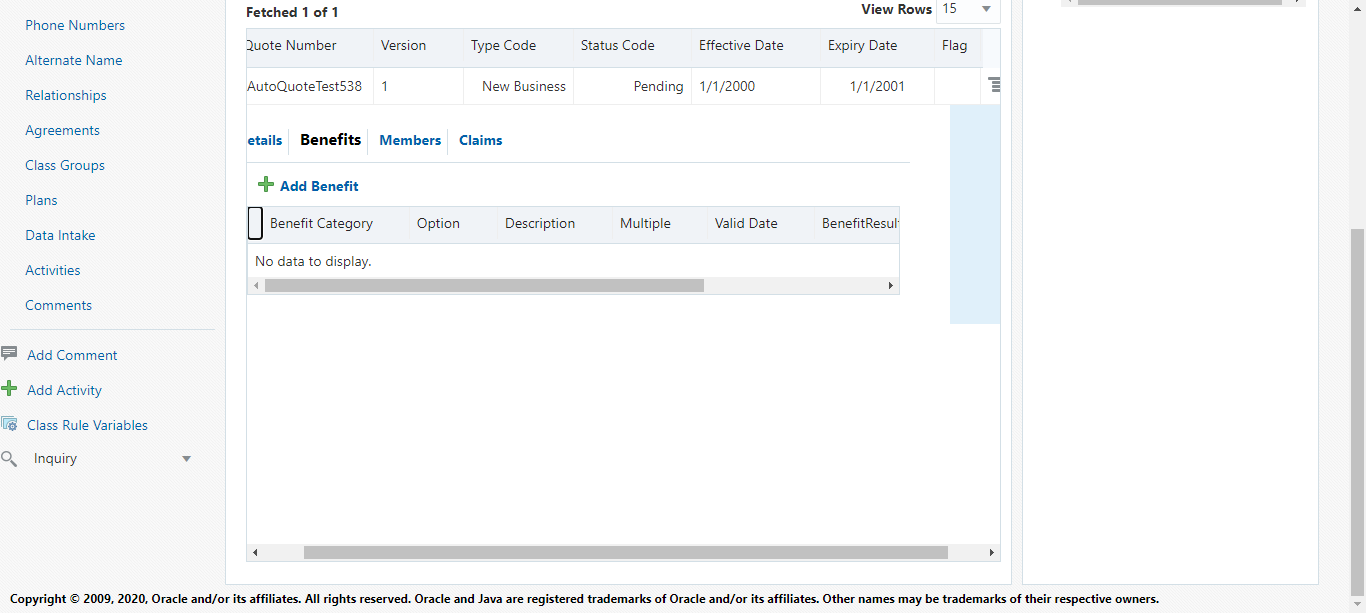 Phone Numbers
Alternate Name
Relationships
Agreements
Class Groups
Plans
Data Intake
Activities
Comments
Add Comment
Add Activity
Class Rule Variables
Inquiry
Fetched 1 of 1
View Rows 15
Quote Number Version Type Code Status Code Effective Date Expiry Date Flag
AutoQuoteTest538 1 New Business Pending 1/1/2000 1/1/2001
etails Benefits Members Claims
Add Benefit
Benefit Category Option Description Multiple Valid Date BenefitResul
No data to display.
Copyright © 2009, 2020, Oracle and/or its affiliates. All rights reserved. Oracle and Java are registered trademarks of Oracle and/or its affiliates. Other names may be trademarks of their respective owners.